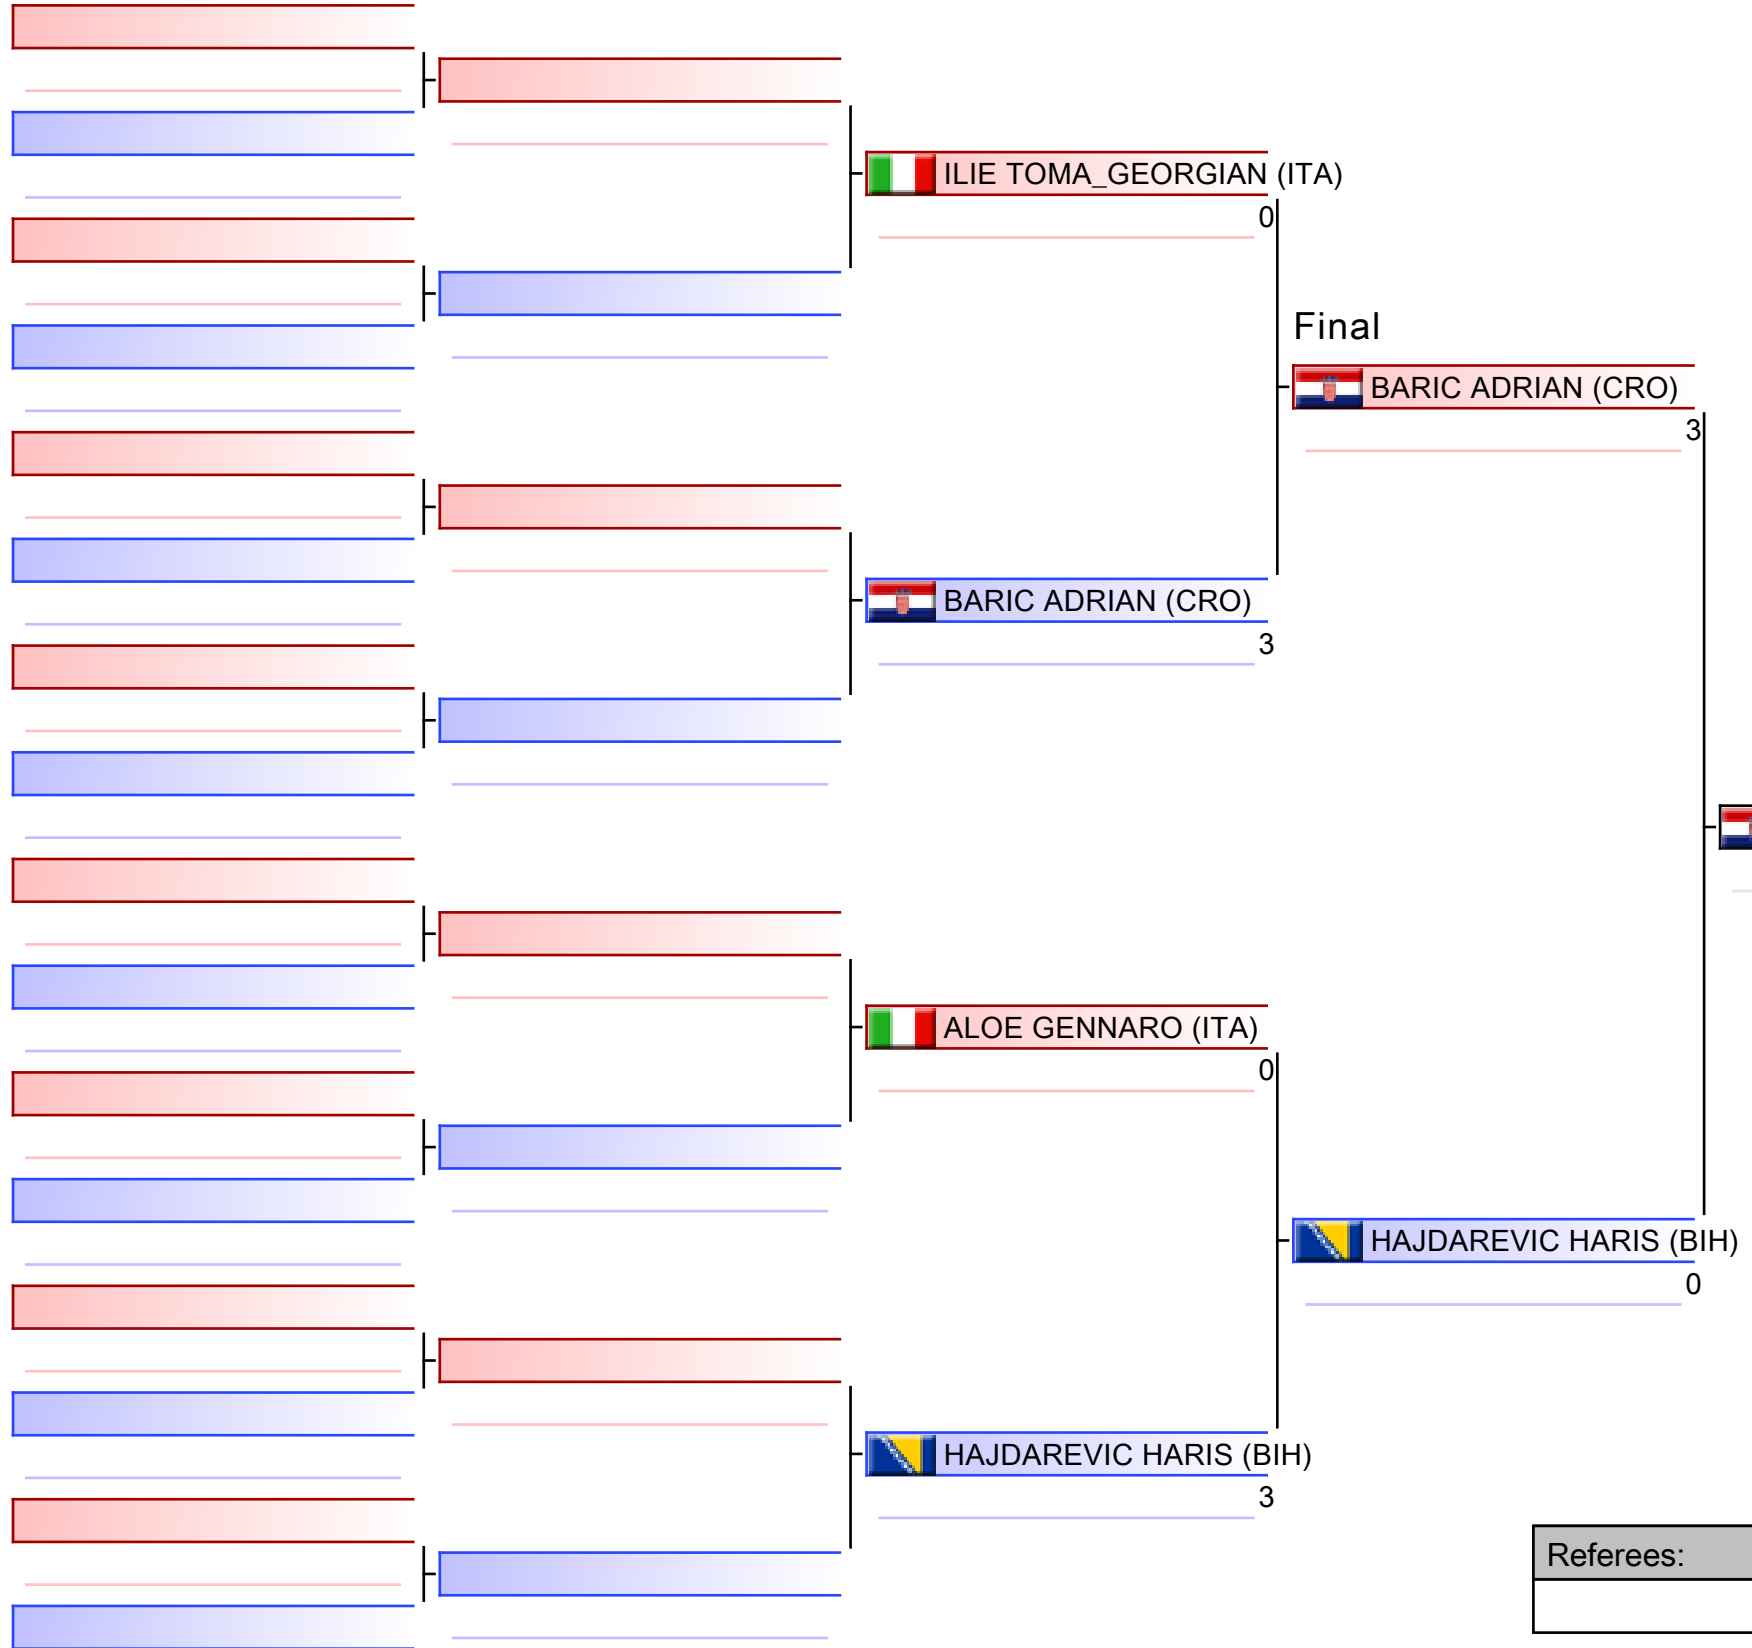 ILIE TOMA_GEORGIAN (ITA)
0
Final
BARIC ADRIAN (CRO)
3
BARIC ADRIAN (CRO)
3
ALOE GENNARO (ITA)
0
HAJDAREVIC HARIS (BIH)
0
HAJDAREVIC HARIS (BIH)
3
Referees: